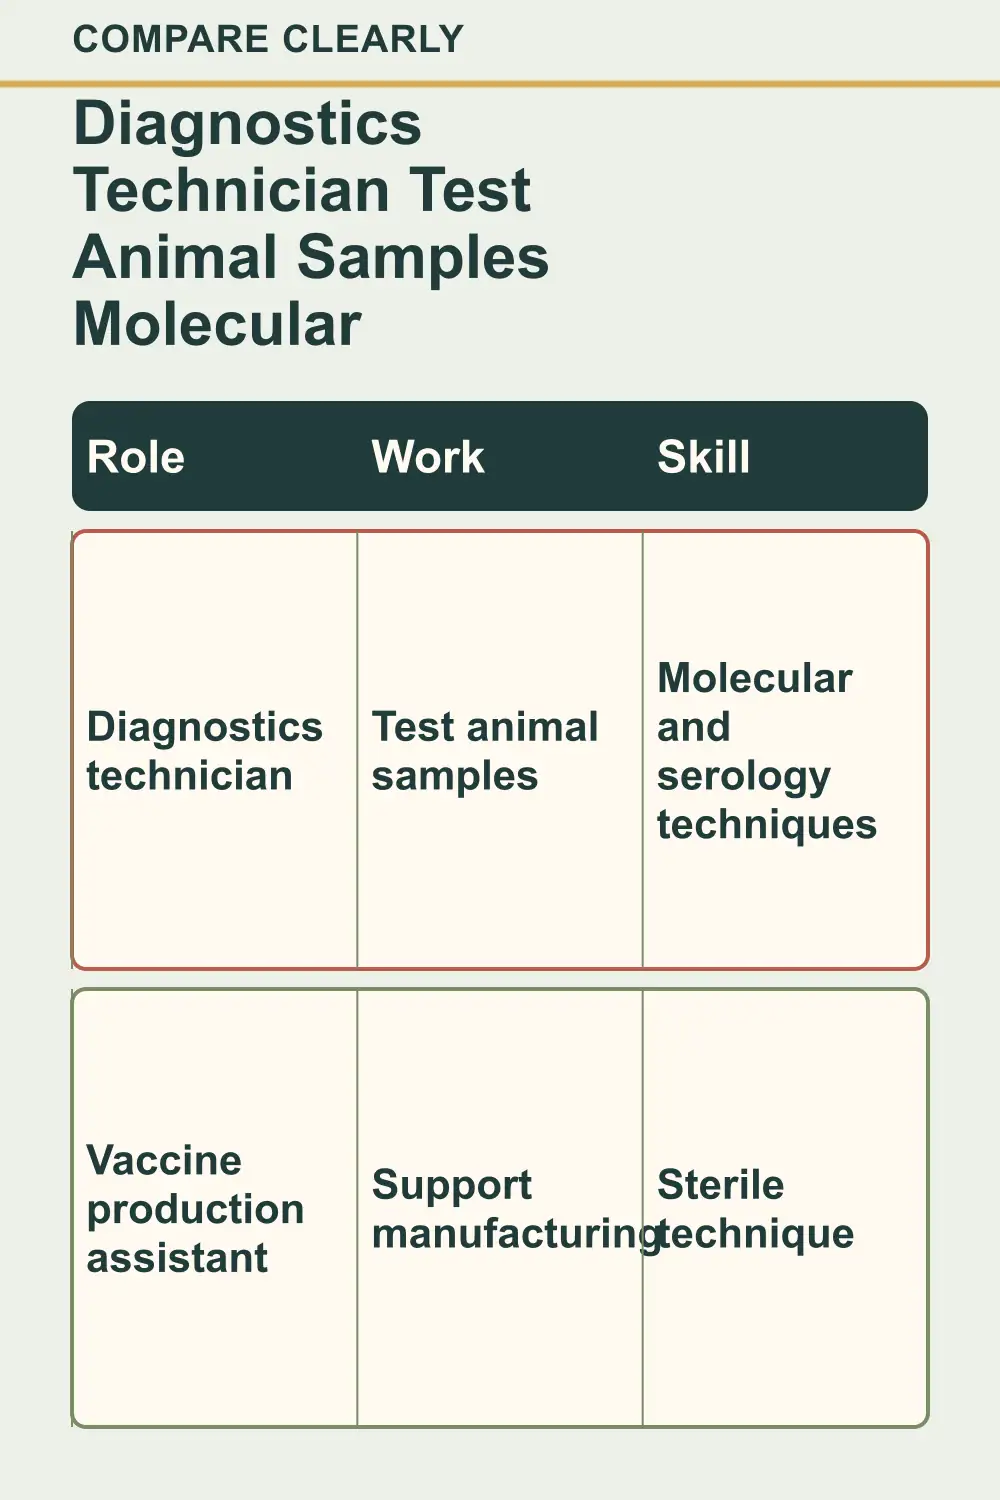 COMPARE CLEARLY
Diagnostics
Technician Test
Animal Samples
Molecular
Role Work Skill
Diagnostics
technician
Test animal
samples
Molecular
and
serology
techniques
Vaccine
production
assistant
Support
manufacturing
Sterile
technique